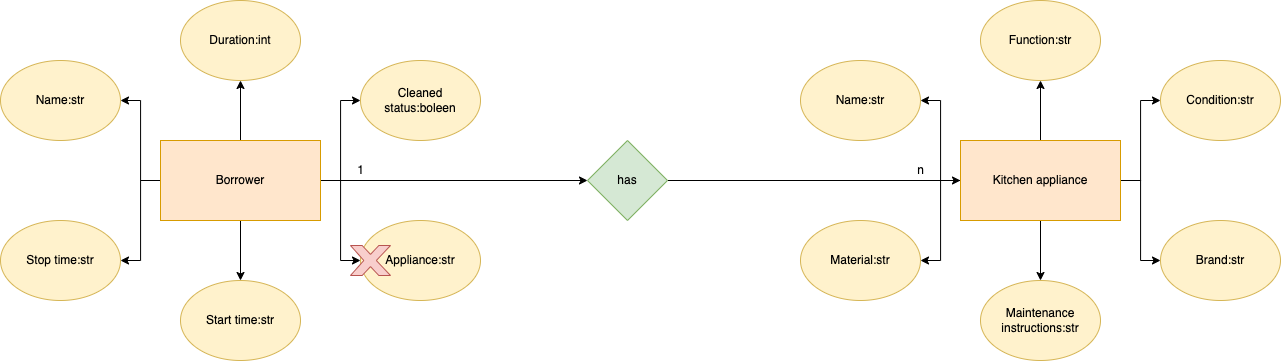 Duration:int
Function:str
Name:str
Cleaned
status:boleen
Name:str
Condition:str
Borrower
1
has
n
Kitchen appliance
Stop time:str
Appliance:str
Material:str
Brand:str
Start time:str
Maintenance
instructions:str